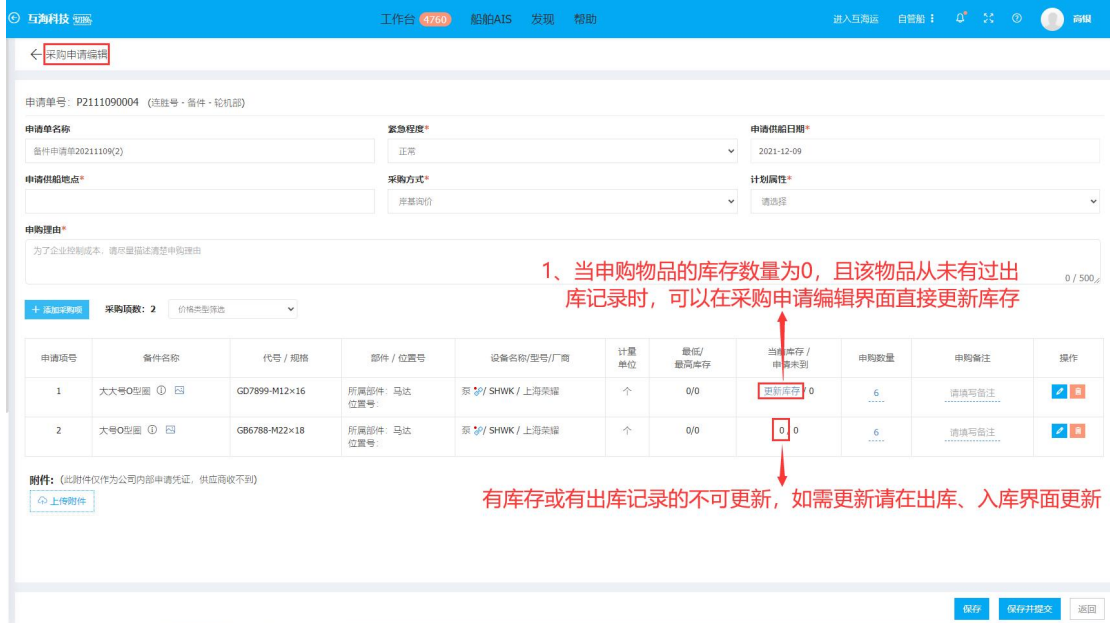 互海科技 切换 工作台 4760 船舶AIS 发现 帮助 进入互海运 自管船
采购申请编辑
申请单号: P2111090004 (连胜号 - 备件 - 轮机部)
申请单名称 紧急程度* 申请供船日期*
备件申请单20211109(2) 正常 2021-12-09
申请供船地点* 采购方式* 计划属性*
岸基询价 请选择
申购理由*
为了企业控制成本,请尽量描述清楚申购理由
0 / 500
1、当申购物品的库存数量为0,且该物品从未有过出
库记录时,可以在采购申请编辑界面直接更新库存
+ 添加采购项 采购项数: 2 价格类型筛选
申请项号 备件名称 代号 / 规格 部件 / 位置号 设备名称/型号/厂商 计量单位 最低/最高库存 当前库存 / 申请未到 申购数量 申购备注 操作
1 大大号O型圈 GD7899-M12×16 所属部件: 马达 泵 / SHWK / 上海荣耀 个 0/0 更新库存 / 0 6 请填写备注
位置号:
2 大号O型圈 GB6788-M22×18 所属部件: 马达 泵 / SHWK / 上海荣耀 个 0/0 0 / 0 6 请填写备注
位置号:
附件: (此附件仅作为公司内部申请凭证,供应商收不到)
上传附件
有库存或有出库记录的不可更新,如需更新请在出库、入库界面更新
保存 保存并提交 返回